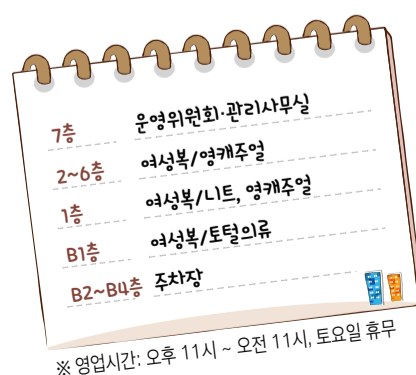 7층 운영위원회·관리사무실
2~6층 여성복/영캐주얼
1층 여성복/니트, 영캐주얼
B1층 여성복/토털의류
B2~B4층 주차장
※ 영업시간: 오후 11시 ~ 오전 11시, 토요일 휴무